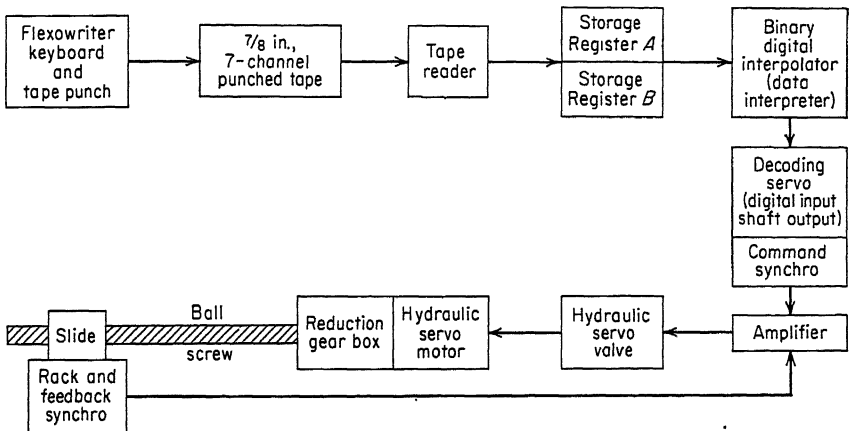 Flexowriter
keyboard
and
tape punch
7/8 in.,
7-channel
punched tape
Tape
reader
Storage
Register A
Storage
Register B
Binary
digital
interpolator
(data
interpreter)
Decoding
servo
(digital input
shaft output)
Command
synchro
Amplifier
Hydraulic
servo
valve
Hydraulic
servo
motor
Reduction
gear box
Ball
screw
Slide
Rack and
feedback
synchro